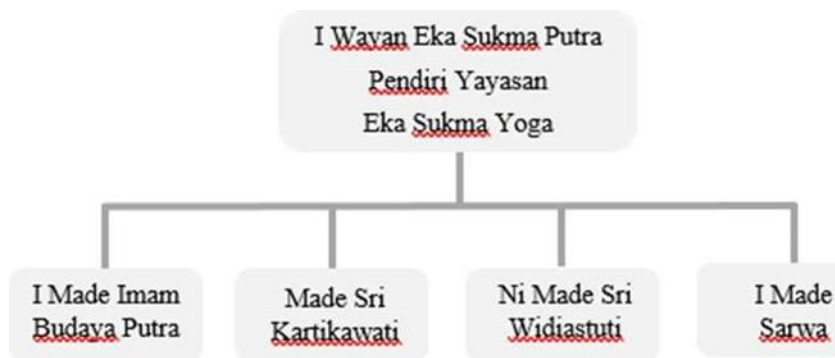 I Wayan Eka Sukma Putra
Pendiri Yayasan
Eka Sukma Yoga
I Made Imam
Budaya Putra
Made Sri
Kartikawati
Ni Made Sri
Widiastuti
I Made
Sarwa